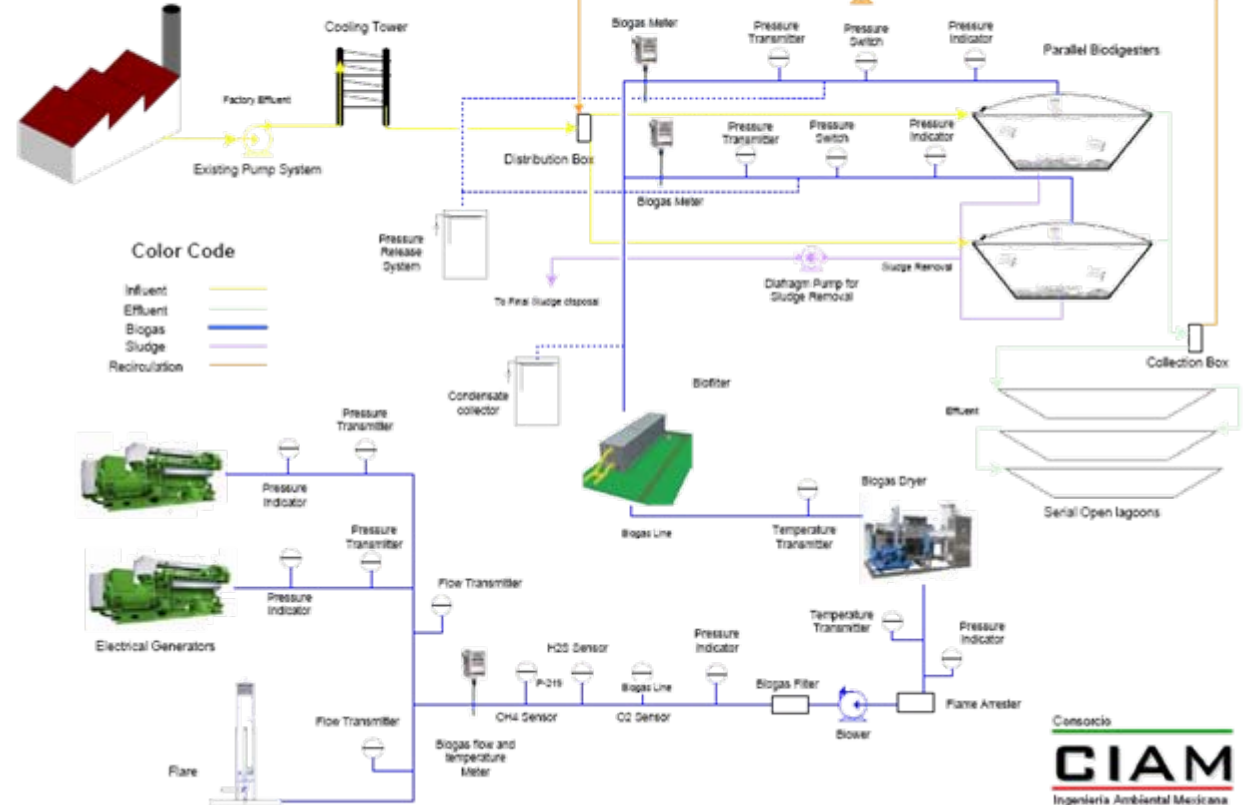 Cooling Tower
Factory Effluent
Existing Pump System
Distribution Box
Biogas Meter
Pressure
Transmitter
Pressure
Switch
Pressure
Indicator
Parallel Biodigesters
Pressure
Transmitter
Pressure
Switch
Pressure
Indicator
Biogas Meter
Pressure
Release
System
Color Code
Influent
Effluent
Biogas
Sludge
Recirculation
To Final Sludge disposal
Diafragm Pump for
Sludge Removal
Sludge Removal
Collection Box
Condensate
collector
Biofilter
Effluent
Serial Open lagoons
Biogas Line
Temperature
Transmitter
Biogas Dryer
Pressure
Transmitter
Pressure
Indicator
Pressure
Transmitter
Pressure
Indicator
Electrical Generators
Flow Transmitter
Temperature
Transmitter
Pressure
Indicator
H2S Sensor
P-219
CH4 Sensor
Biogas Line
O2 Sensor
Pressure
Indicator
Biogas Filter
Blower
Flame Arrester
Flow Transmitter
Biogas flow and
temperature
Meter
Flare
Consorcio
CIAM
Ingeniería Ambiental Mexicana